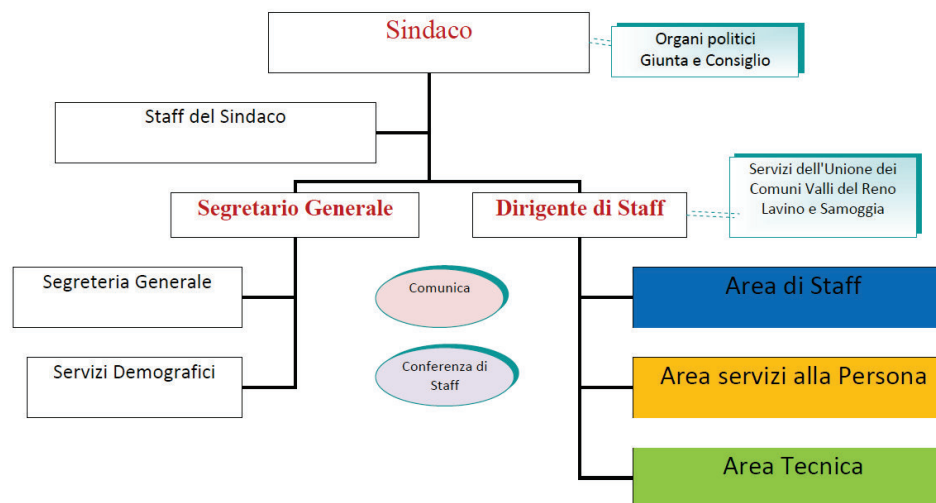 Sindaco
Organi politici
Giunta e Consiglio
Staff del Sindaco
Servizi dell'Unione dei
Comuni Valli del Reno
Lavino e Samoggia
Segretario Generale
Dirigente di Staff
Segreteria Generale
Comunica
Area di Staff
Servizi Demografici
Conferenza di
Staff
Area servizi alla Persona
Area Tecnica